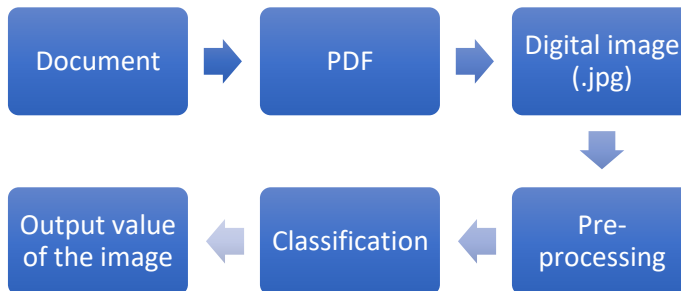 Document
PDF
Digital image
(.jpg)
Pre-
processing
Classification
Output value
of the image